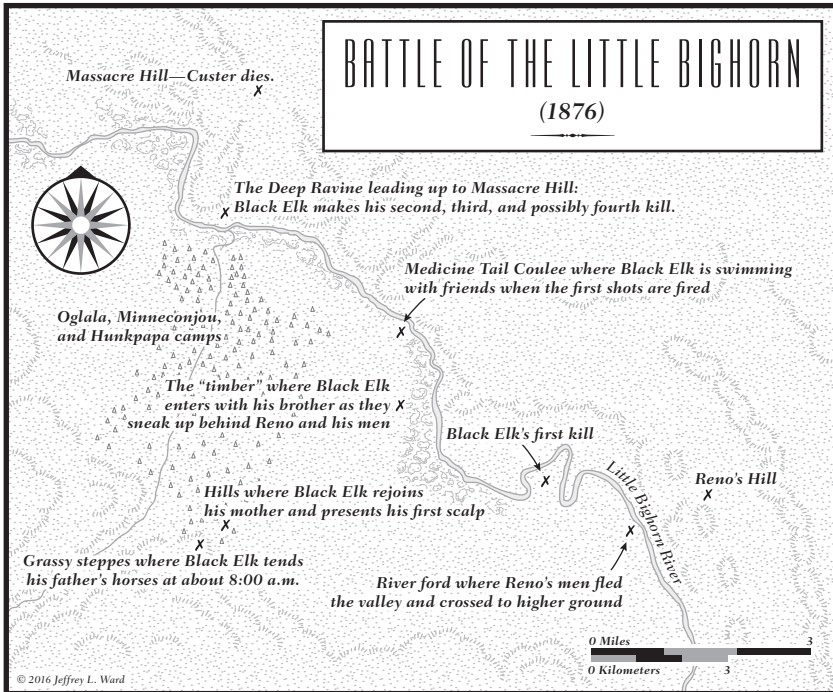 BATTLE OF THE LITTLE BIGHORN
(1876)
Massacre Hill—Custer dies.
The Deep Ravine leading up to Massacre Hill:
Black Elk makes his second, third, and possibly fourth kill.
Medicine Tail Coulee where Black Elk is swimming
with friends when the first shots are fired
Oglala, Minneconjou,
and Hunkpapa camps
The “timber” where Black Elk
enters with his brother as they
sneak up behind Reno and his men
Black Elk’s first kill
Little Bighorn River
Reno’s Hill
Hills where Black Elk rejoins
his mother and presents his first scalp
Grassy steppes where Black Elk tends
his father’s horses at about 8:00 a.m.
River ford where Reno’s men fled
the valley and crossed to higher ground
0 Miles 3
0 Kilometers 3
© 2016 Jeffrey L. Ward